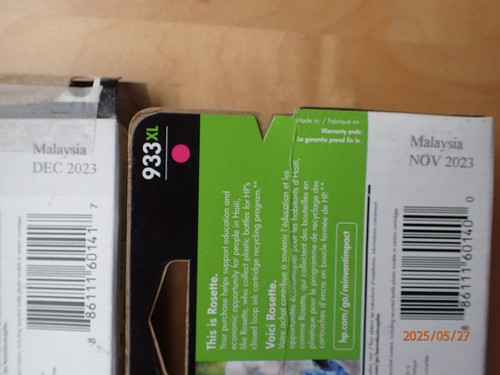 Malaysia
DEC 2023
8 86111 60141 7
933XL
This is Rosette.
Your purchase helps support education and
economic opportunity for people in Haiti,
like Rosette, who collect plastic bottles for HP's
closed loop ink cartridge recycling program.**
Voici Rosette.
Votre achat contribue à soutenir l'éducation et les
opportunités économiques pour les habitants d'Haïti,
comme Rosette, qui collectent des bouteilles en
plastique pour le programme de recyclage des
cartouches d'encre en boucle fermée de HP.**
hp.com/go/reinventimpact
Made in: / Fabriqué en :
Warranty ends:
La garantie prend fin le :
Malaysia
NOV 2023
8 86111 60140 0
2025/05/27